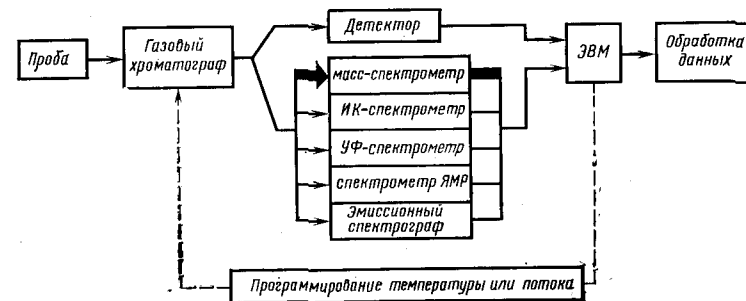 Проба
Газовый
хроматограф
Детектор
масс-спектрометр
ИК-спектрометр
УФ-спектрометр
спектрометр ЯМР
Эмиссионный
спектрограф
ЭВМ
Обработка
данных
Программирование температуры или потока